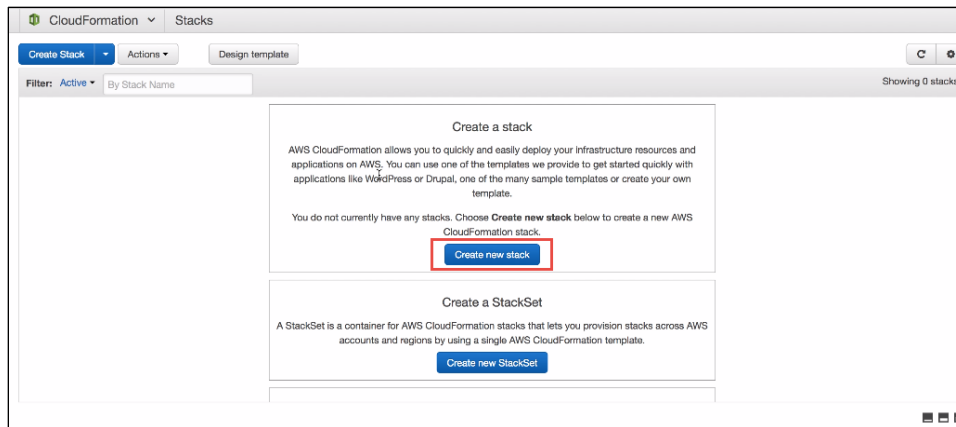 CloudFormation Stacks
Create Stack Actions Design template
Filter: Active By Stack Name Showing 0 stacks
Create a stack
AWS CloudFormation allows you to quickly and easily deploy your infrastructure resources and
applications on AWS. You can use one of the templates we provide to get started quickly with
applications like WordPress or Drupal, one of the many sample templates or create your own
template.
You do not currently have any stacks. Choose Create new stack below to create a new AWS
CloudFormation stack.
Create new stack
Create a StackSet
A StackSet is a container for AWS CloudFormation stacks that lets you provision stacks across AWS
accounts and regions by using a single AWS CloudFormation template.
Create new StackSet